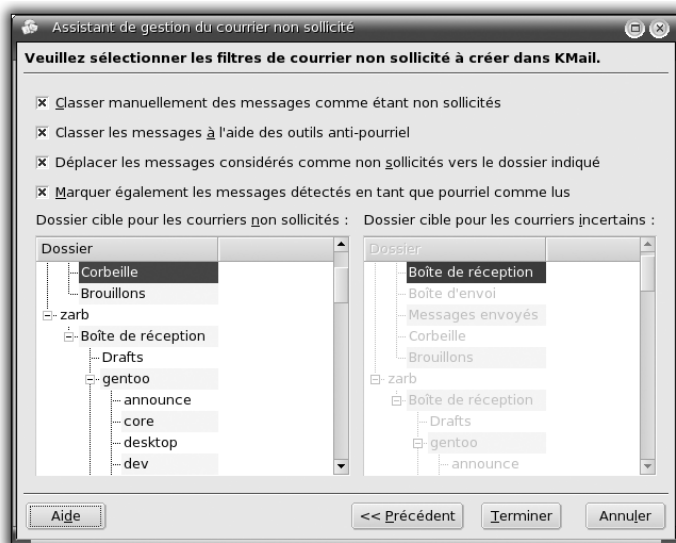 Assistant de gestion du courrier non sollicité
Veuillez sélectionner les filtres de courrier non sollicité à créer dans KMail.
Classer manuellement des messages comme étant non sollicités
Classer les messages à l'aide des outils anti-pourriel
Déplacer les messages considérés comme non sollicités vers le dossier indiqué
Marquer également les messages détectés en tant que pourriel comme lus
Dossier cible pour les courriers non sollicités :
Dossier
Corbeille
Brouillons
zarb
Boîte de réception
Drafts
gentoo
announce
core
desktop
dev
Dossier cible pour les courriers incertains :
Dossier
Boîte de réception
Boîte d'envoi
Messages envoyés
Corbeille
Brouillons
zarb
Boîte de réception
Drafts
gentoo
announce
Aide
<< Précédent
Terminer
Annuler